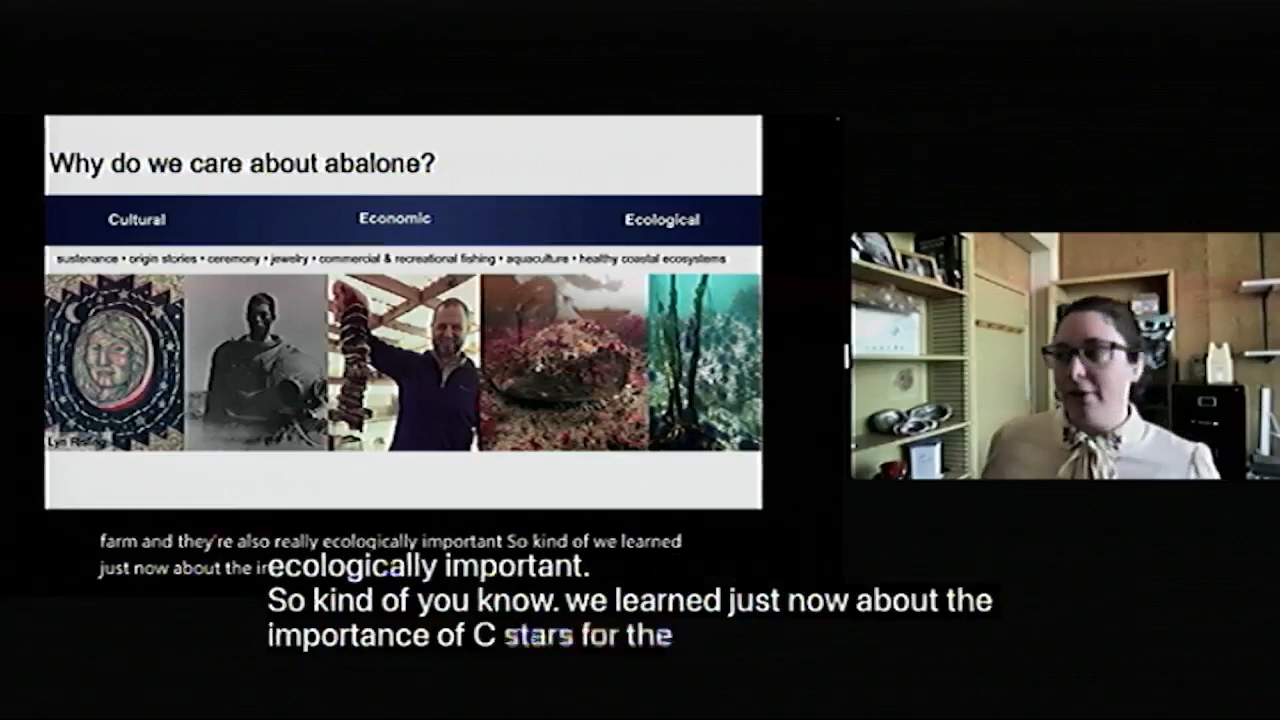 Why do we care about abalone?
Cultural Economic Ecological
sustenance • origin stories • ceremony • jewelry • commercial & recreational fishing • aquaculture • healthy coastal ecosystems
Lyn Risling
farm and they're also really ecologically important So kind of we learned
just now about the
ecologically important.
So kind of you know. we learned just now about the
importance of C stars for the